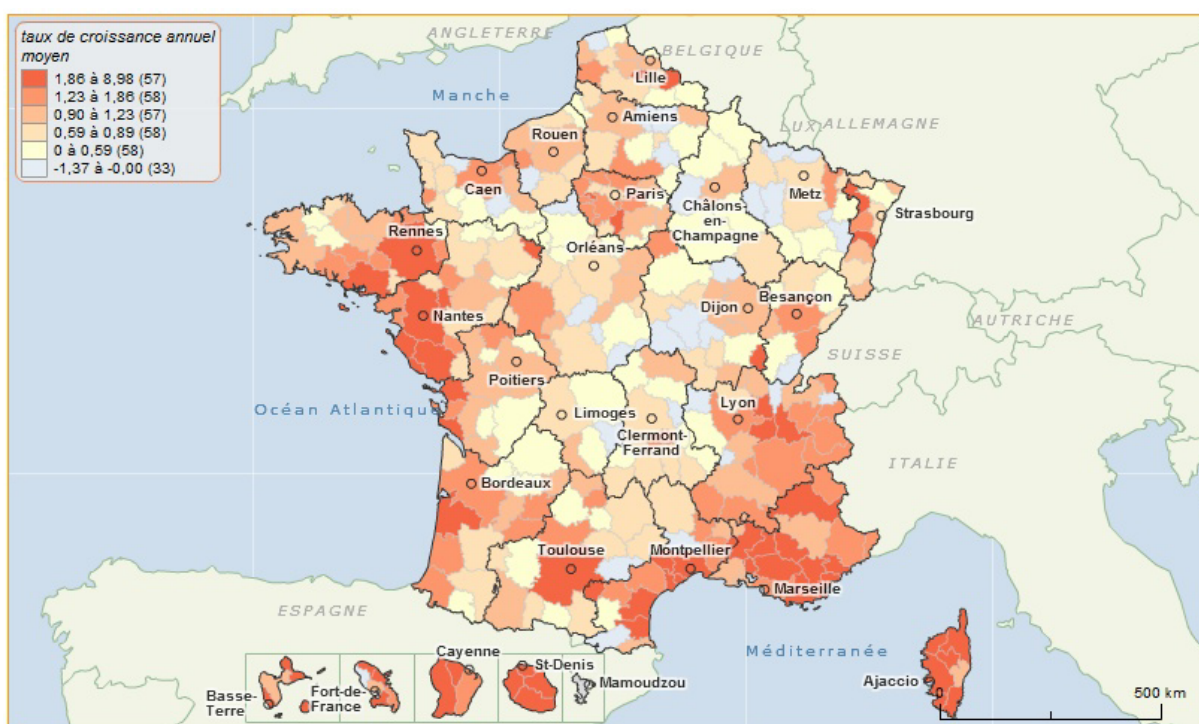 taux de croissance annuel
moyen
1,86 à 8,98 (57)
1,23 à 1,86 (58)
0,90 à 1,23 (57)
0,59 à 0,89 (58)
0 à 0,59 (58)
-1,37 à -0,00 (33)
ANGLETERRE
BELGIQUE
Lille
Manche
Amiens
LUX
ALLEMAGNE
Rouen
Caen
Paris
Metz
Châlons-
en-
Champagne
Strasbourg
Rennes
Orléans
Nantes
Dijon
Besançon
AUTRICHE
SUISSE
Poitiers
Océan Atlantique
Limoges
Lyon
Clermont-
Ferrand
ITALIE
Bordeaux
Toulouse
Montpellier
Marseille
ESPAGNE
Méditerranée
Cayenne
St-Denis
Mamoudzou
Basse-
Terre
Fort-de-
France
Ajaccio
0
500 km